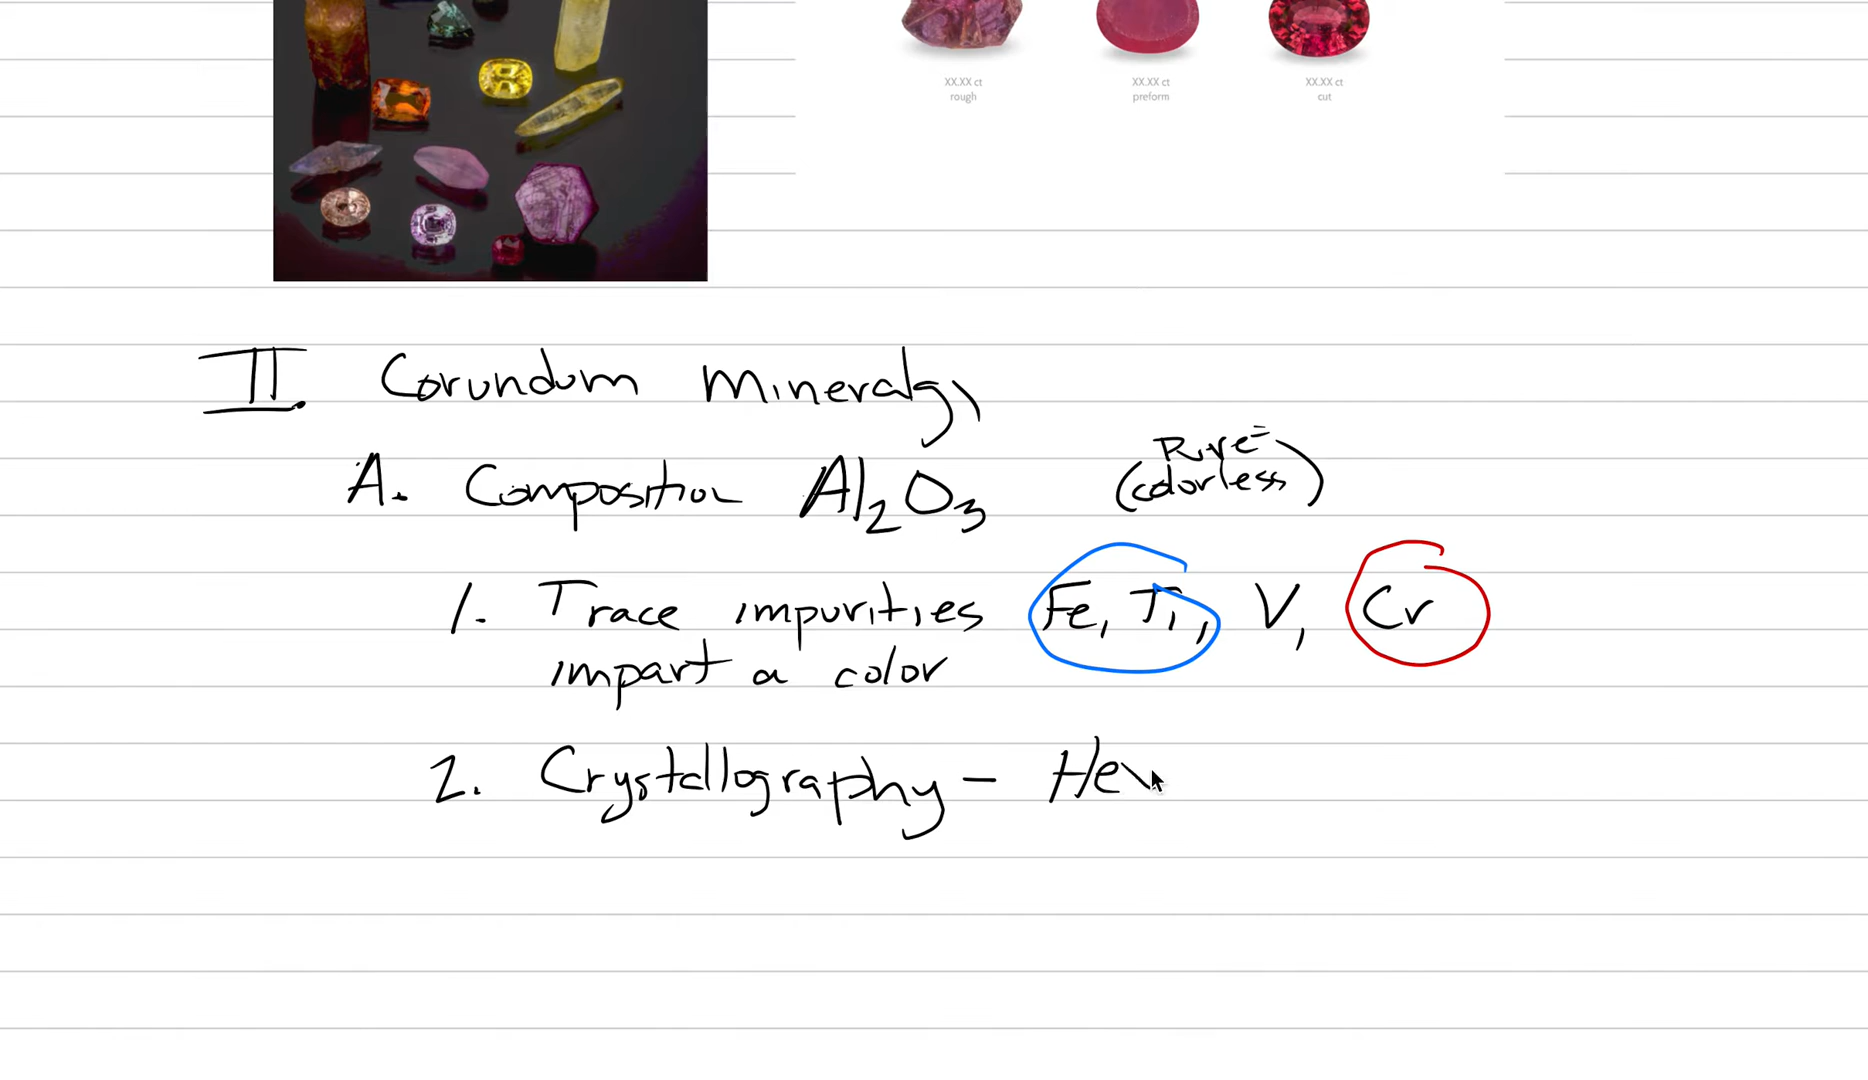 XX.XX ct XX.XX ct XX.XX ct
rough preform cut
II. Corundum Mineralogy
Pure =
A. Composition Al₂O₃ (colorless)
1. Trace impurities Fe, Ti, V, Cr
impart a color
2. Crystallography – Hex